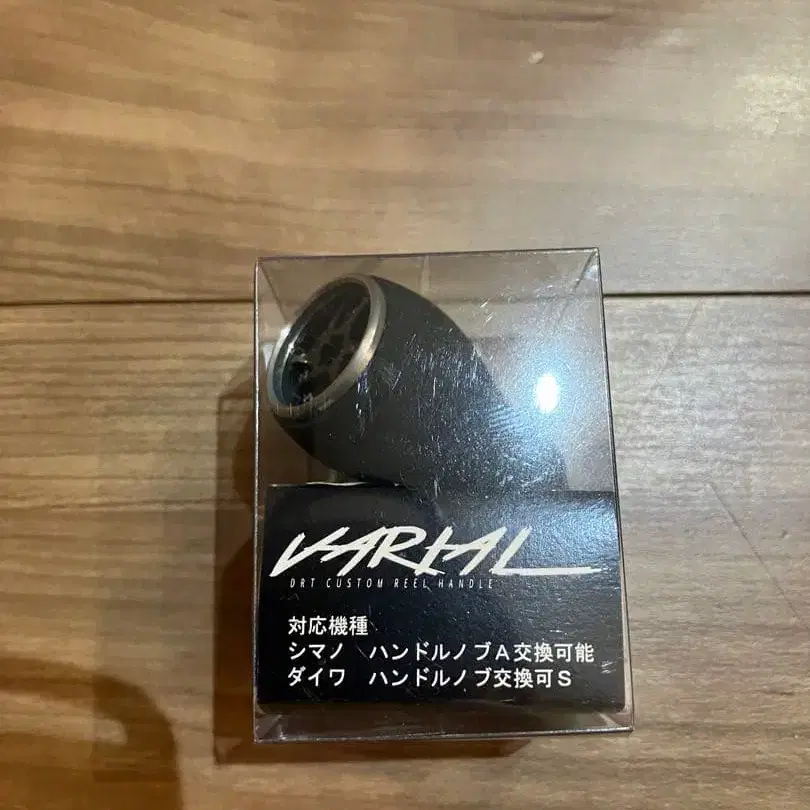 VARIAL
DRT CUSTOM REEL HANDLE
対応機種
シマノ　ハンドルノブA交換可能
ダイワ　ハンドルノブ交換可S